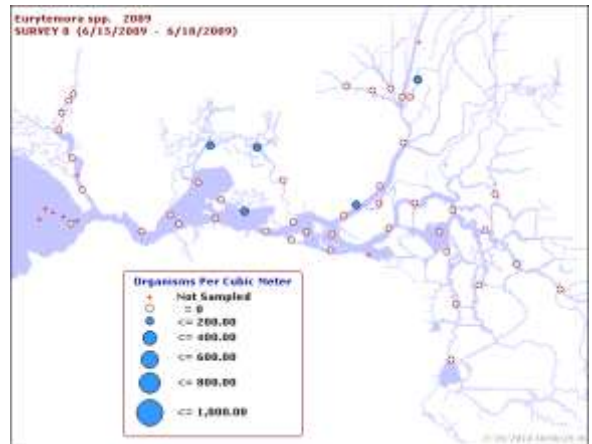 Eurytemora spp. 2009
SURVEY 8 (6/15/2009 - 6/18/2009)
Organisms Per Cubic Meter
Not Sampled
= 0
<= 200.00
<= 400.00
<= 600.00
<= 800.00
<= 1,000.00